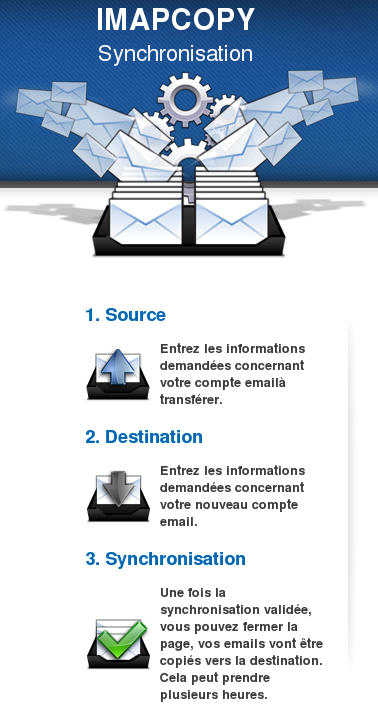 IMAPCOPY
Synchronisation
1. Source
Entrez les informations
demandées concernant
votre compte emailà
transférer.
2. Destination
Entrez les informations
demandées concernant
votre nouveau compte
email.
3. Synchronisation
Une fois la
synchronisation validée,
vous pouvez fermer la
page, vos emails vont être
copiés vers la destination.
Cela peut prendre
plusieurs heures.